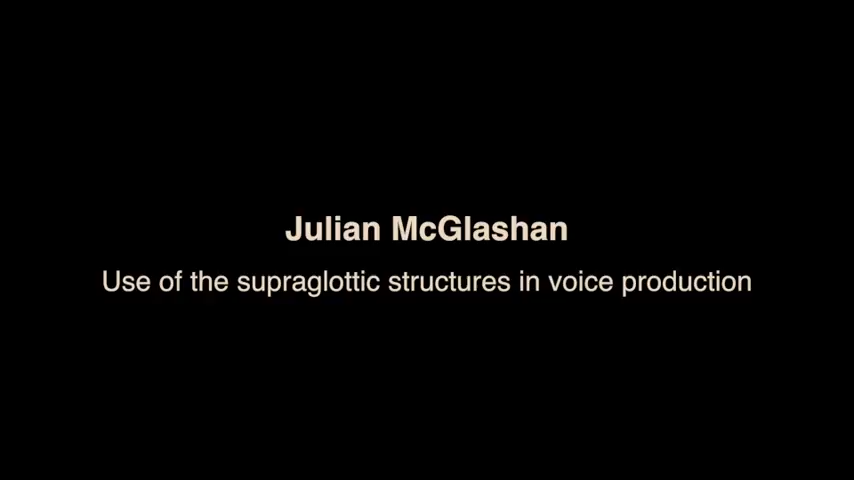 Julian McGlashan
Use of the supraglottic structures in voice production